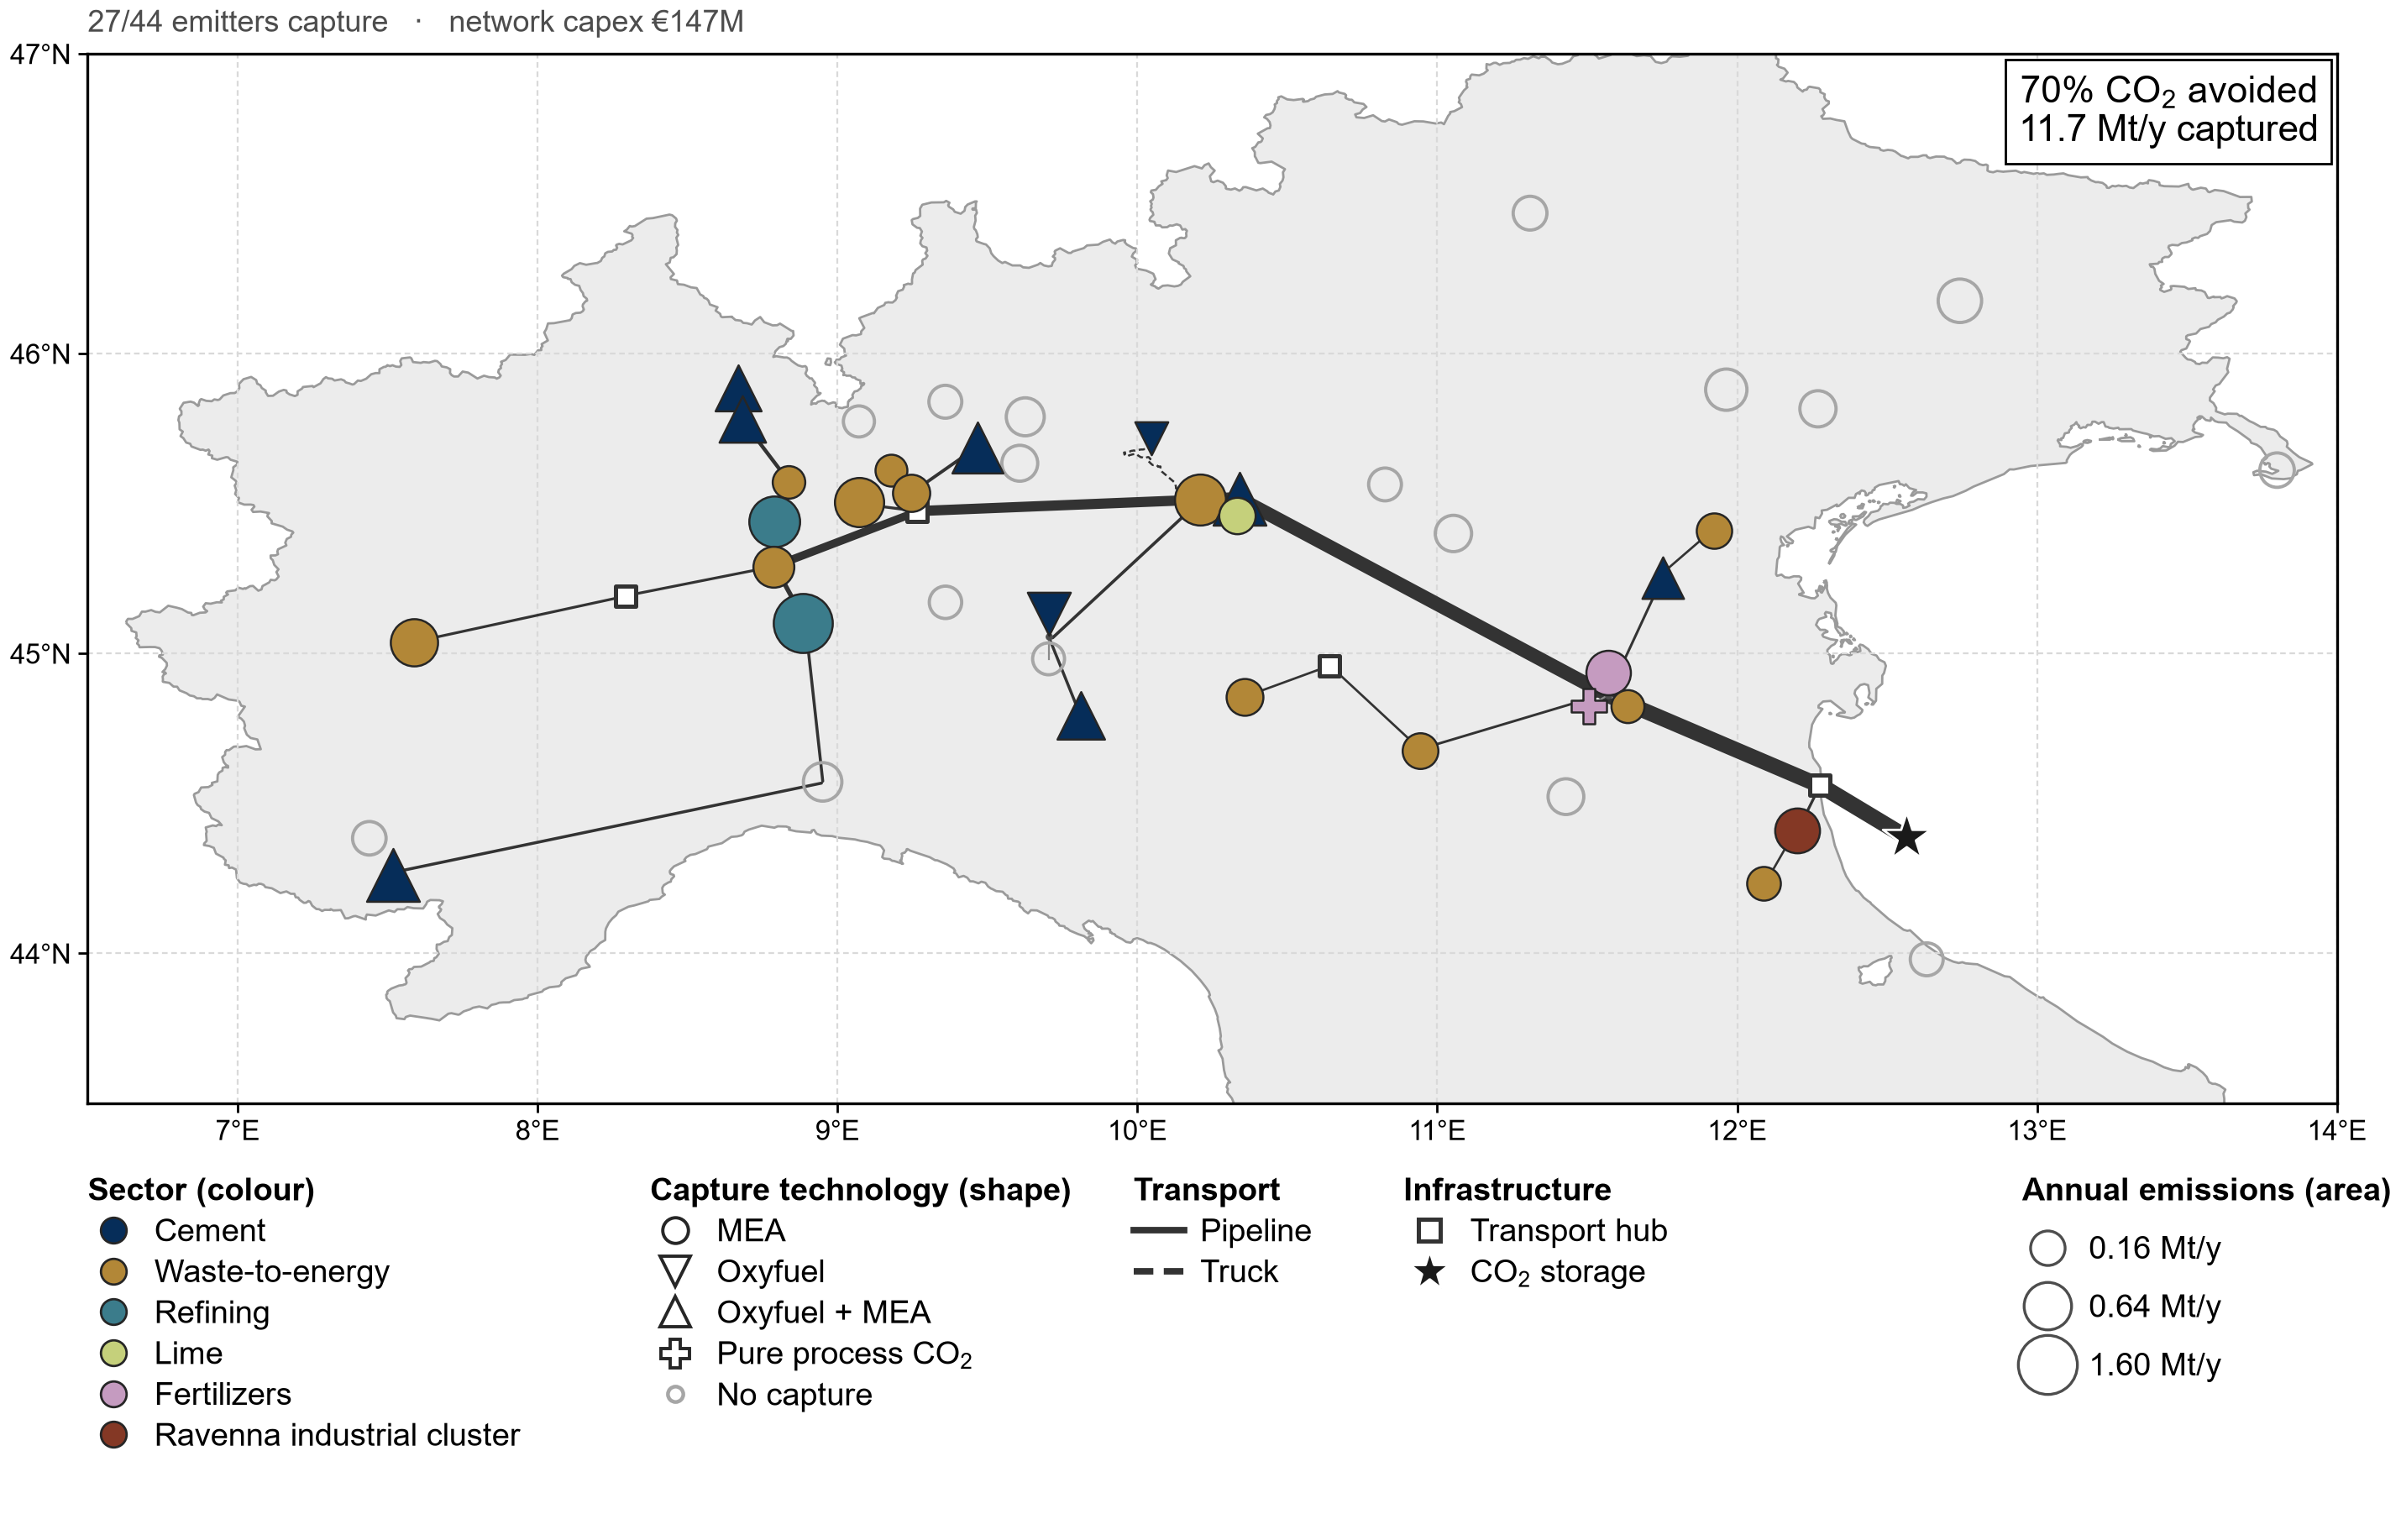 27/44 emitters capture · network capex €147M
47°N
70% CO₂ avoided
11.7 Mt/y captured
46°N
45°N
44°N
7°E 8°E 9°E 10°E 11°E 12°E 13°E 14°E
Sector (colour)
Cement
Waste-to-energy
Refining
Lime
Fertilizers
Ravenna industrial cluster
Capture technology (shape)
MEA
Oxyfuel
Oxyfuel + MEA
Pure process CO₂
No capture
Transport
Pipeline
Truck
Infrastructure
Transport hub
CO₂ storage
Annual emissions (area)
0.16 Mt/y
0.64 Mt/y
1.60 Mt/y